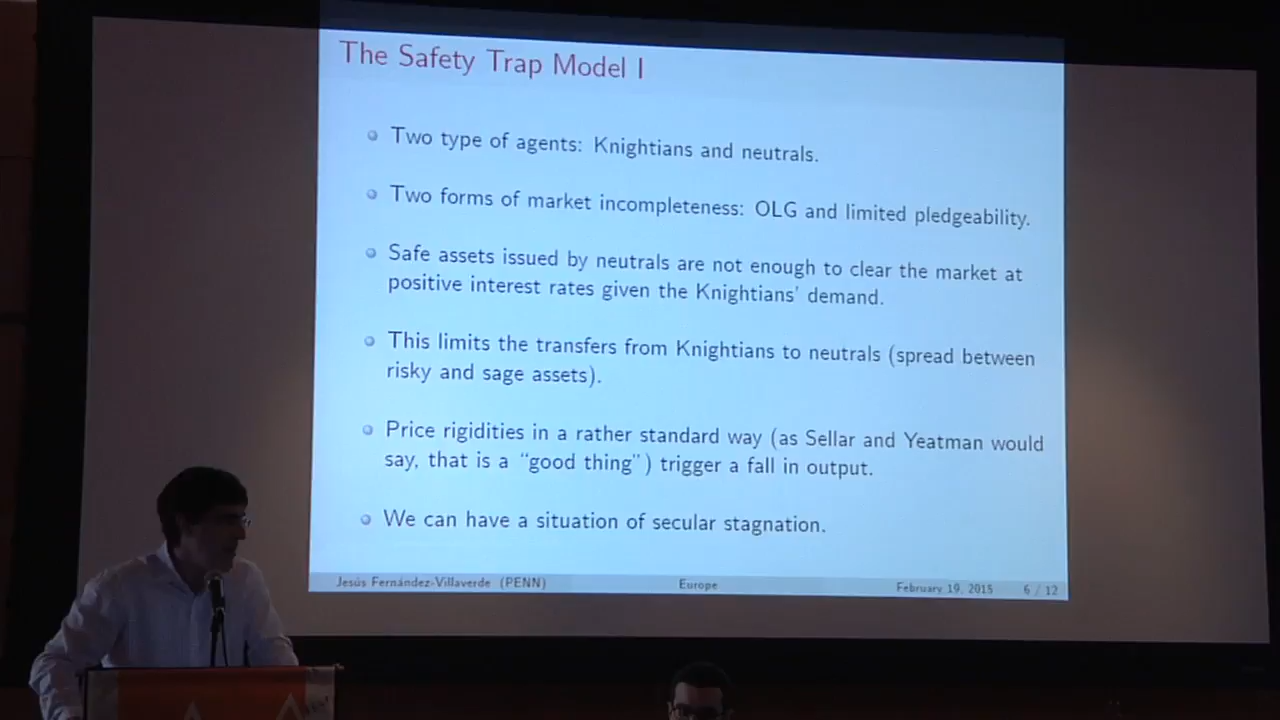 The Safety Trap Model I
Two type of agents: Knightians and neutrals.
Two forms of market incompleteness: OLG and limited pledgeability.
Safe assets issued by neutrals are not enough to clear the market at
positive interest rates given the Knightians' demand.
This limits the transfers from Knightians to neutrals (spread between
risky and sage assets).
Price rigidities in a rather standard way (as Sellar and Yeatman would
say, that is a “good thing”) trigger a fall in output.
We can have a situation of secular stagnation.
Jesús Fernández-Villaverde (PENN) Europe February 19, 2015 6 / 12